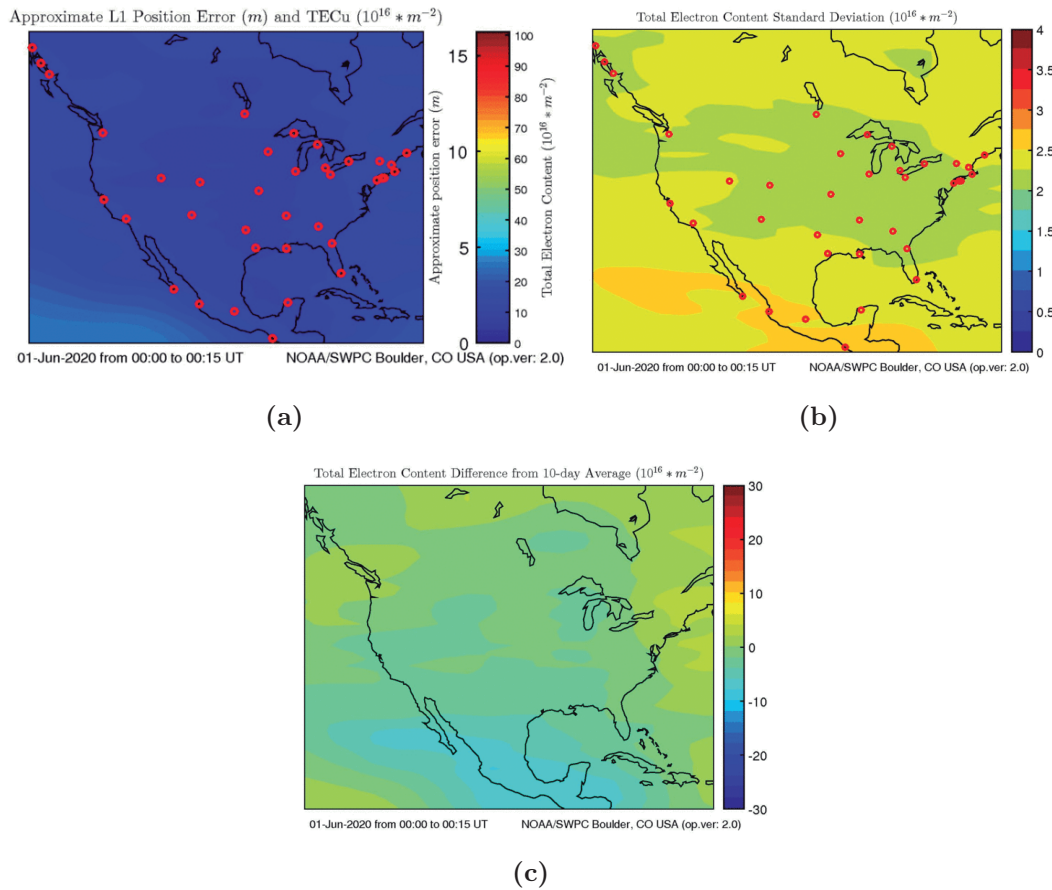 Approximate L1 Position Error (m) and TECu (10^16 * m^−2)
15
10
5
0
Approximate position error (m)
100
90
80
70
60
50
40
30
20
10
0
Total Electron Content (10^16 * m^−2)
01-Jun-2020 from 00:00 to 00:15 UT NOAA/SWPC Boulder, CO USA (op.ver: 2.0)
(a)
Total Electron Content Standard Deviation (10^16 * m^−2)
4
3.5
3
2.5
2
1.5
1
0.5
0
01-Jun-2020 from 00:00 to 00:15 UT NOAA/SWPC Boulder, CO USA (op.ver: 2.0)
(b)
Total Electron Content Difference from 10-day Average (10^16 * m^−2)
30
20
10
0
-10
-20
-30
01-Jun-2020 from 00:00 to 00:15 UT NOAA/SWPC Boulder, CO USA (op.ver: 2.0)
(c)